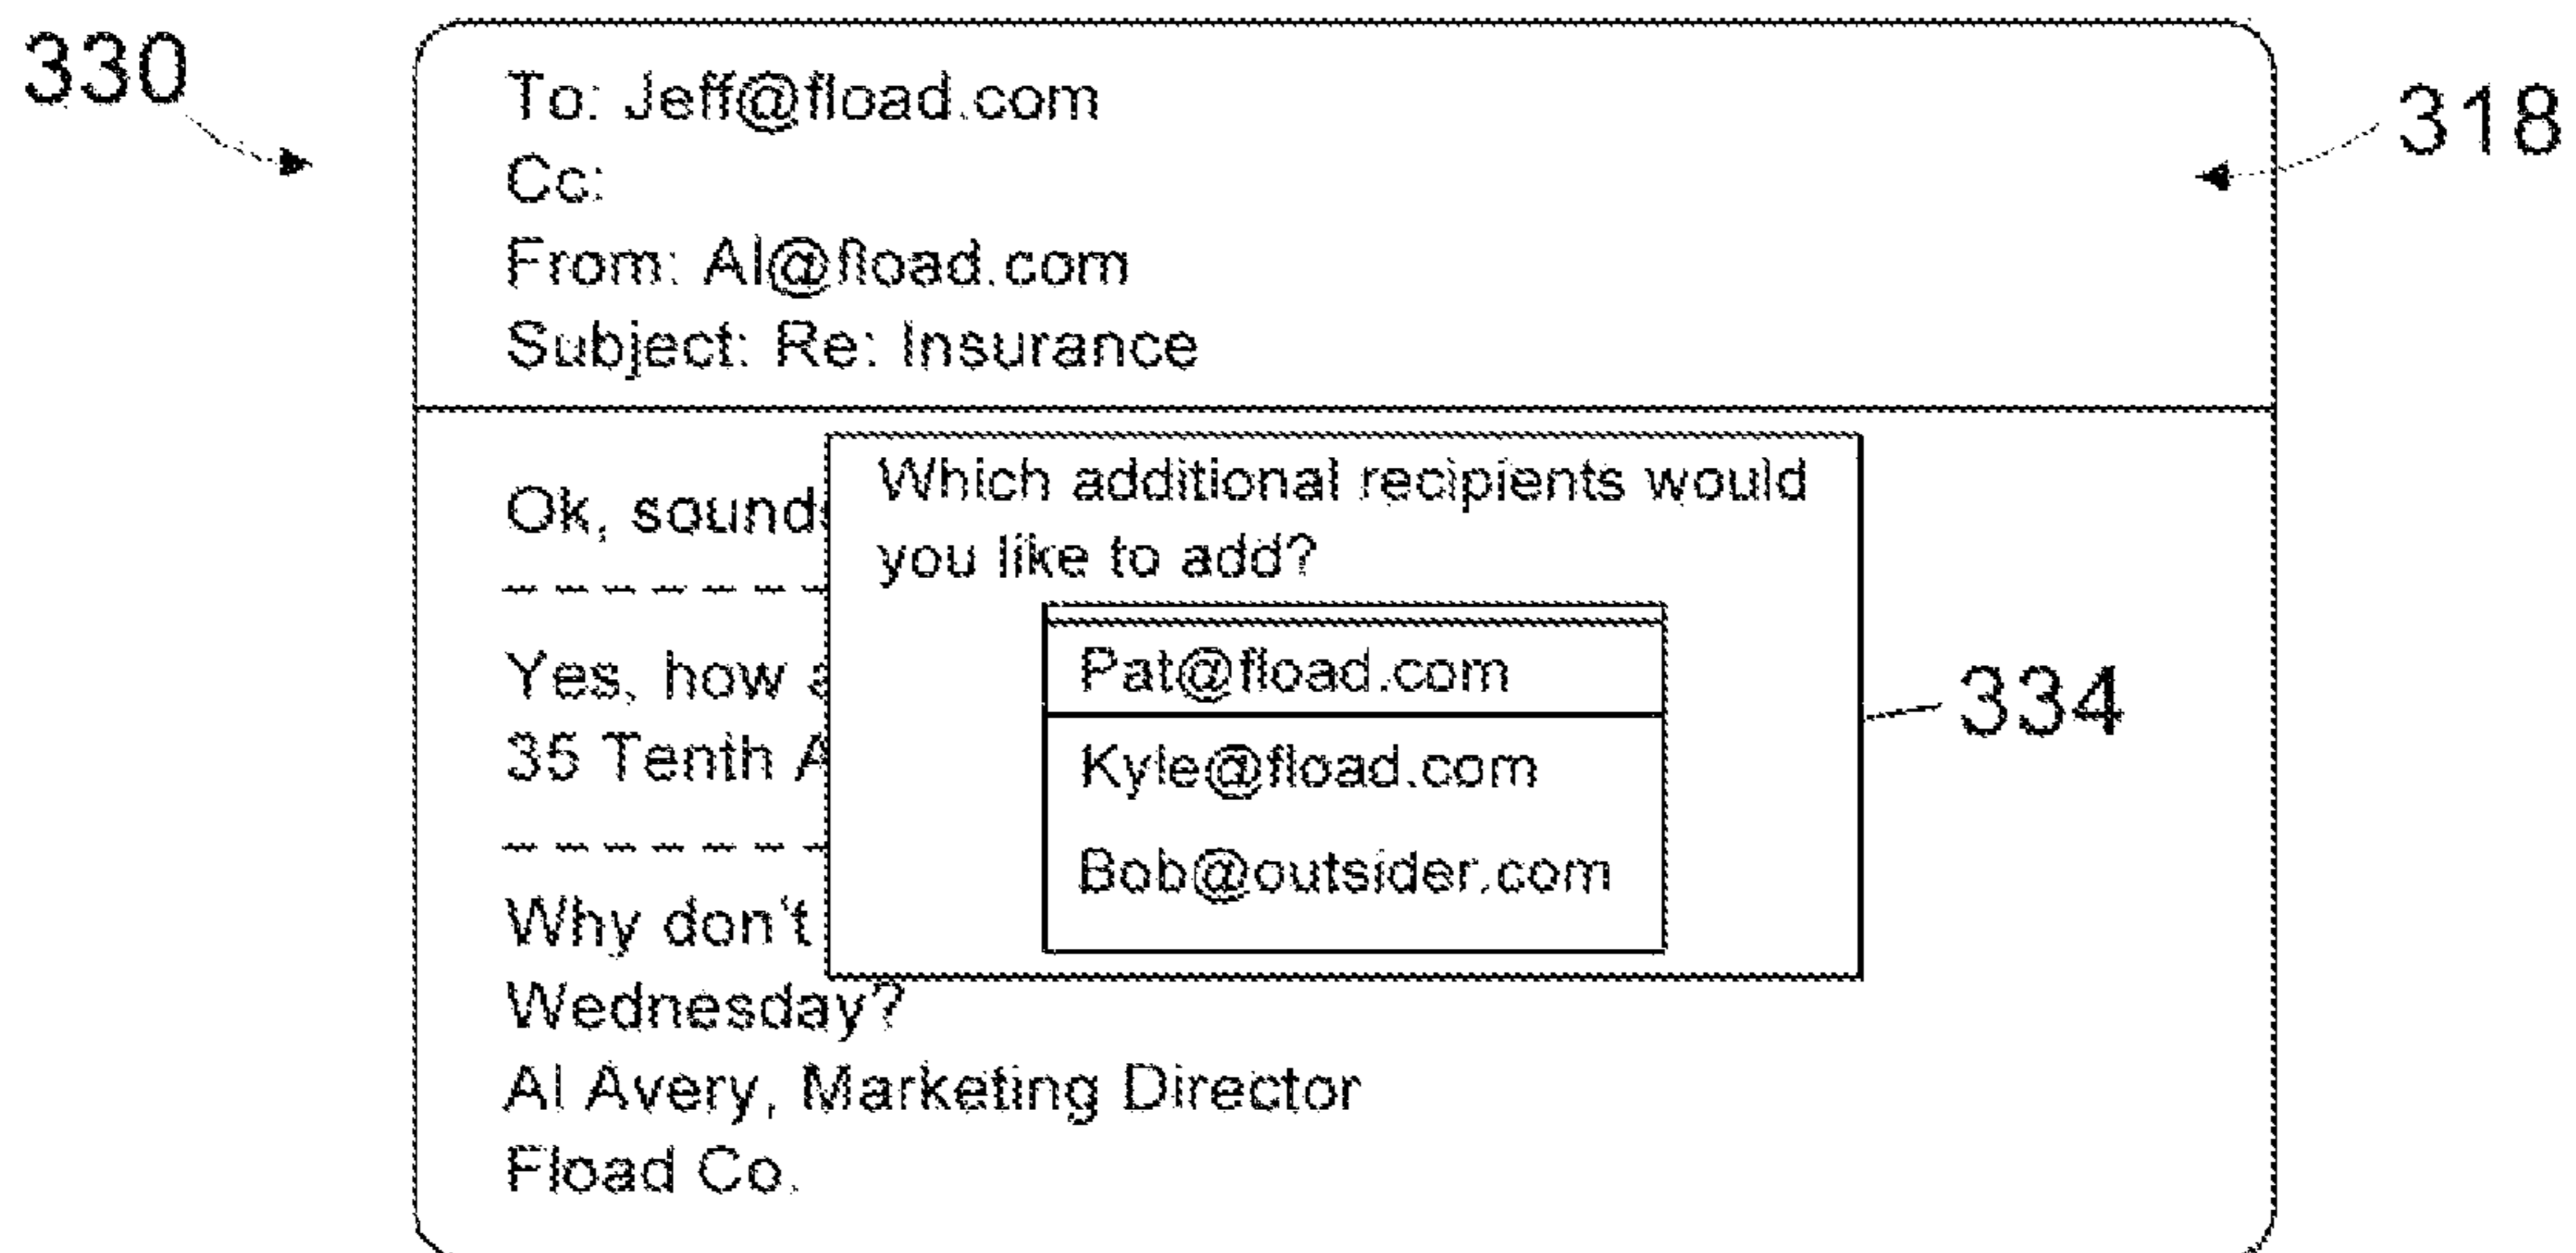 330
To: Jeff@fload.com
318
Cc:
From: Al@fload.com
Subject: Re: Insurance
Which additional recipients would
you like to add?
Pat@fload.com
Kyle@fload.com
Bob@outsider.com
334
Ok, sound
Yes, how
35 Tenth A
Why don't
Wednesday?
Al Avery, Marketing Director
Fload Co.